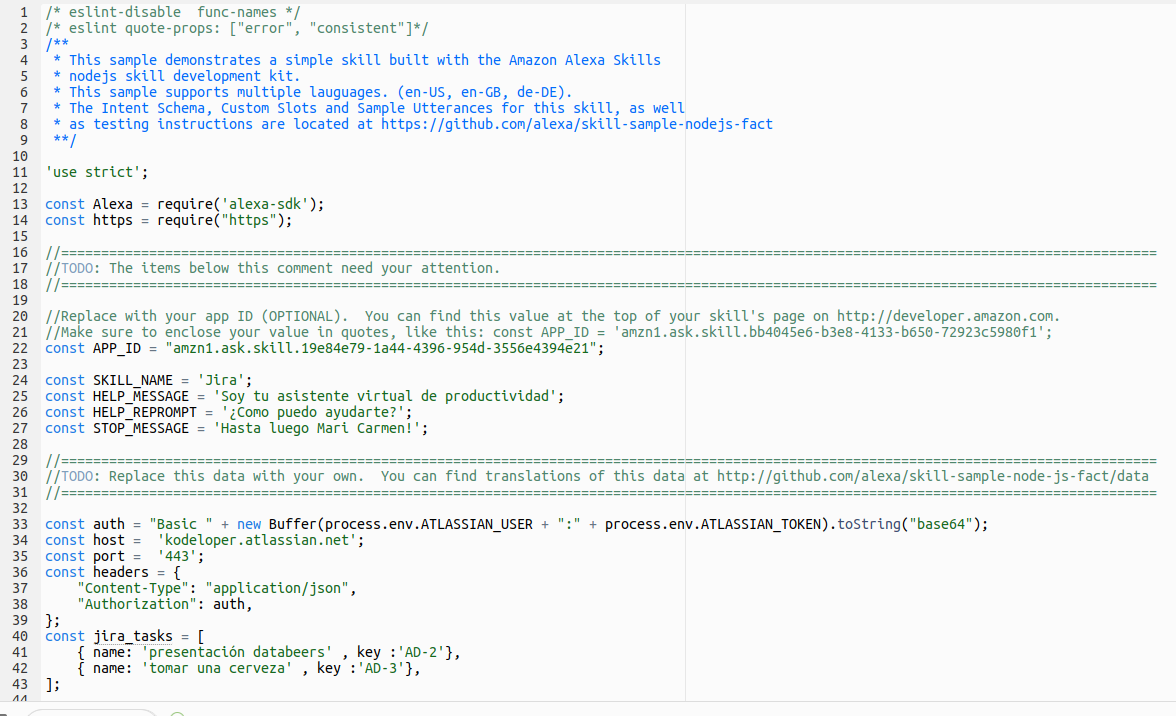 1 /* eslint-disable  func-names */
2 /* eslint quote-props: ["error", "consistent"]*/
3 /**
4  * This sample demonstrates a simple skill built with the Amazon Alexa Skills
5  * nodejs skill development kit.
6  * This sample supports multiple lauguages. (en-US, en-GB, de-DE).
7  * The Intent Schema, Custom Slots and Sample Utterances for this skill, as well
8  * as testing instructions are located at https://github.com/alexa/skill-sample-nodejs-fact
9  **/
10
11 'use strict';
12
13 const Alexa = require('alexa-sdk');
14 const https = require("https");
15
16 //=========================================================================================================================================
17 //TODO: The items below this comment need your attention.
18 //=========================================================================================================================================
19
20 //Replace with your app ID (OPTIONAL).  You can find this value at the top of your skill's page on http://developer.amazon.com.
21 //Make sure to enclose your value in quotes, like this: const APP_ID = 'amzn1.ask.skill.bb4045e6-b3e8-4133-b650-72923c5980f1';
22 const APP_ID = "amzn1.ask.skill.19e84e79-1a44-4396-954d-3556e4394e21";
23
24 const SKILL_NAME = 'Jira';
25 const HELP_MESSAGE = 'Soy tu asistente virtual de productividad';
26 const HELP_REPROMPT = '¿Como puedo ayudarte?';
27 const STOP_MESSAGE = 'Hasta luego Mari Carmen!';
28
29 //=========================================================================================================================================
30 //TODO: Replace this data with your own.  You can find translations of this data at http://github.com/alexa/skill-sample-node-js-fact/data
31 //=========================================================================================================================================
32
33 const auth = "Basic " + new Buffer(process.env.ATLASSIAN_USER + ":" + process.env.ATLASSIAN_TOKEN).toString("base64");
34 const host =  'kodeloper.atlassian.net';
35 const port =  '443';
36 const headers = {
37     "Content-Type": "application/json",
38     "Authorization": auth,
39 };
40 const jira_tasks = [
41     { name: 'presentación databeers' , key :'AD-2'},
42     { name: 'tomar una cerveza' , key :'AD-3'},
43 ];
44